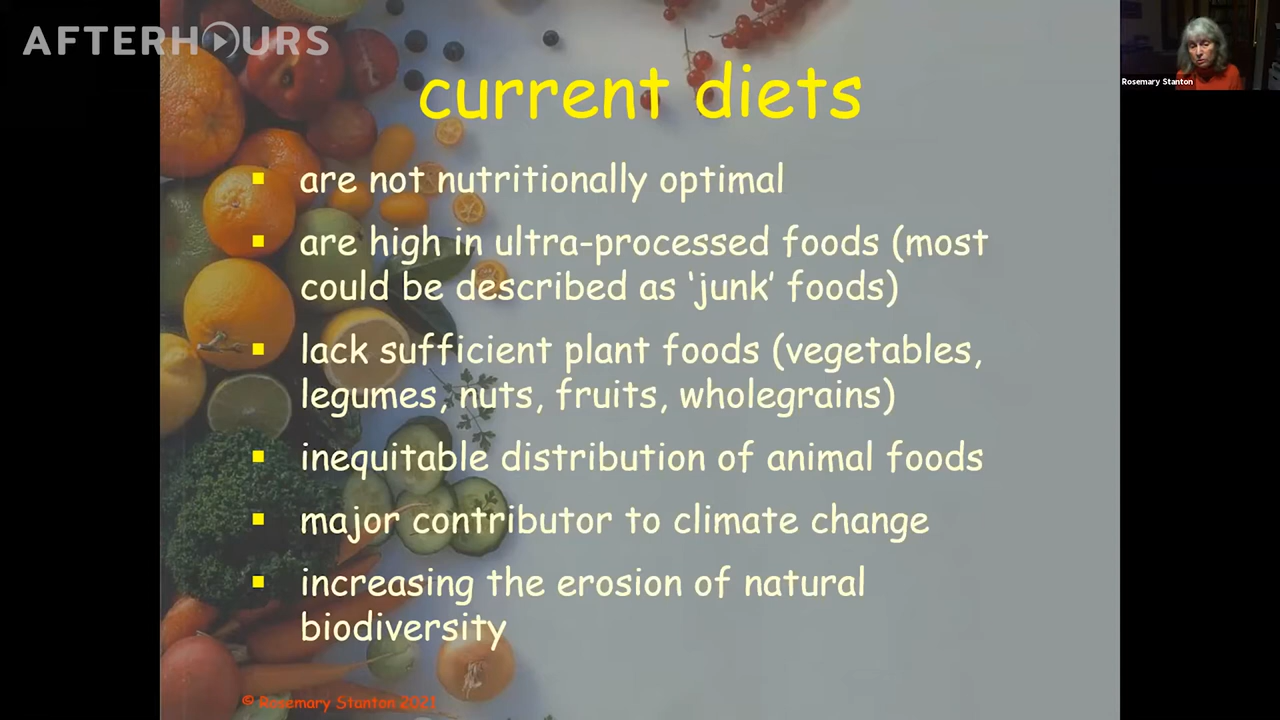 AFTERHOURS
Rosemary Stanton
current diets
▪ are not nutritionally optimal
▪ are high in ultra-processed foods (most
could be described as ‘junk’ foods)
▪ lack sufficient plant foods (vegetables,
legumes, nuts, fruits, wholegrains)
▪ inequitable distribution of animal foods
▪ major contributor to climate change
▪ increasing the erosion of natural
biodiversity
© Rosemary Stanton 2021